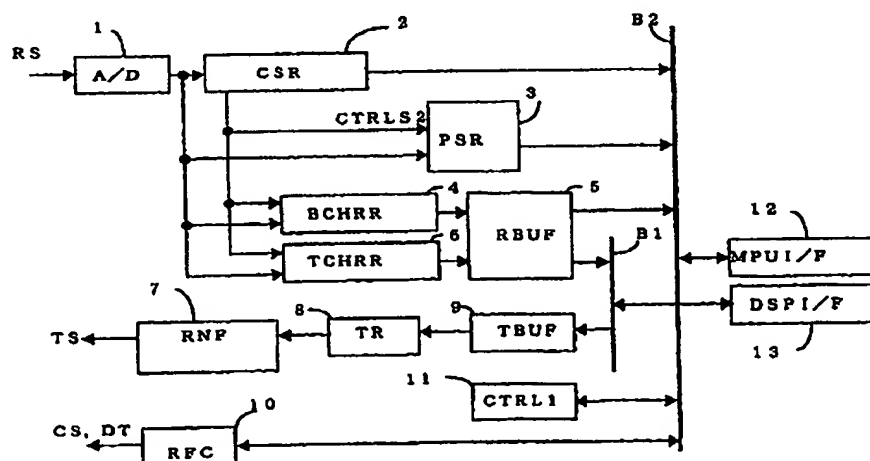 1
2
B2
RS
A/D
CSR
3
CTRLS2
PSR
4
5
BCHRR
RBUF
B1
12
6
TCHRR
MPUI/F
7
8
9
DSPI/F
TS
RNF
TR
TBUF
13
11
CTRL1
10
CS, DT
RFC